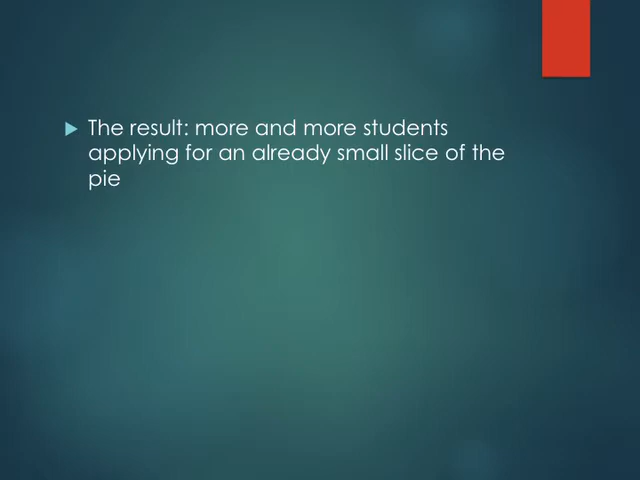 The result: more and more students
applying for an already small slice of the
pie